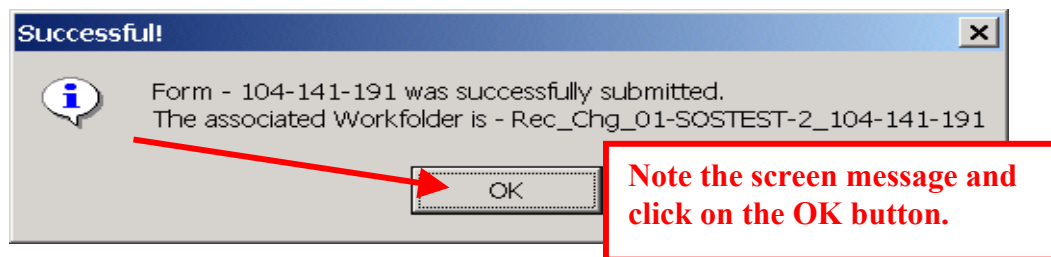 Successful!
Form - 104-141-191 was successfully submitted.
The associated Workfolder is - Rec_Chg_01-SOSTEST-2_104-141-191
OK
Note the screen message and
click on the OK button.